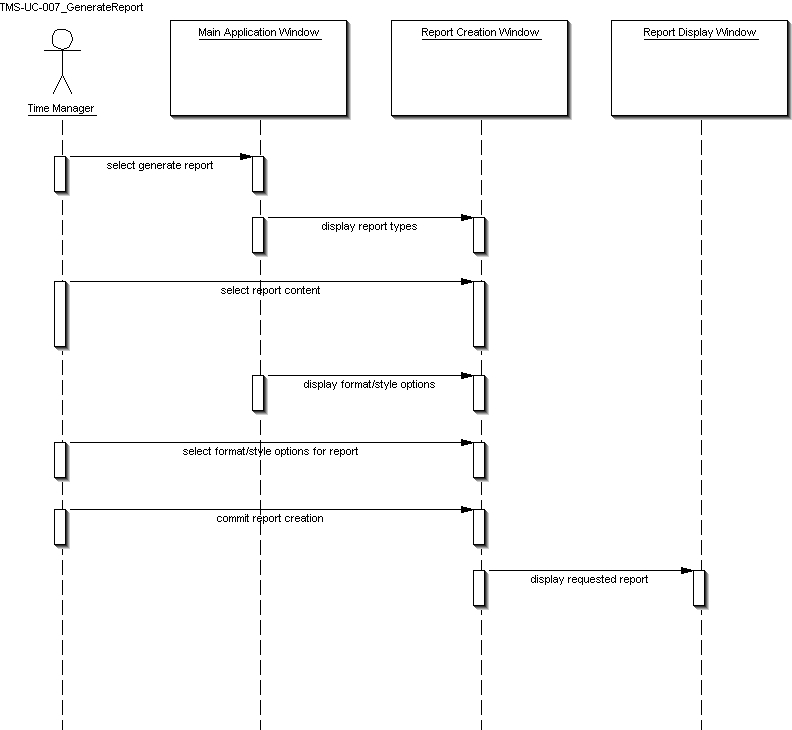 TMS-UC-007_GenerateReport
Main Application Window
Report Creation Window
Report Display Window
Time Manager
select generate report
display report types
select report content
display format/style options
select format/style options for report
commit report creation
display requested report